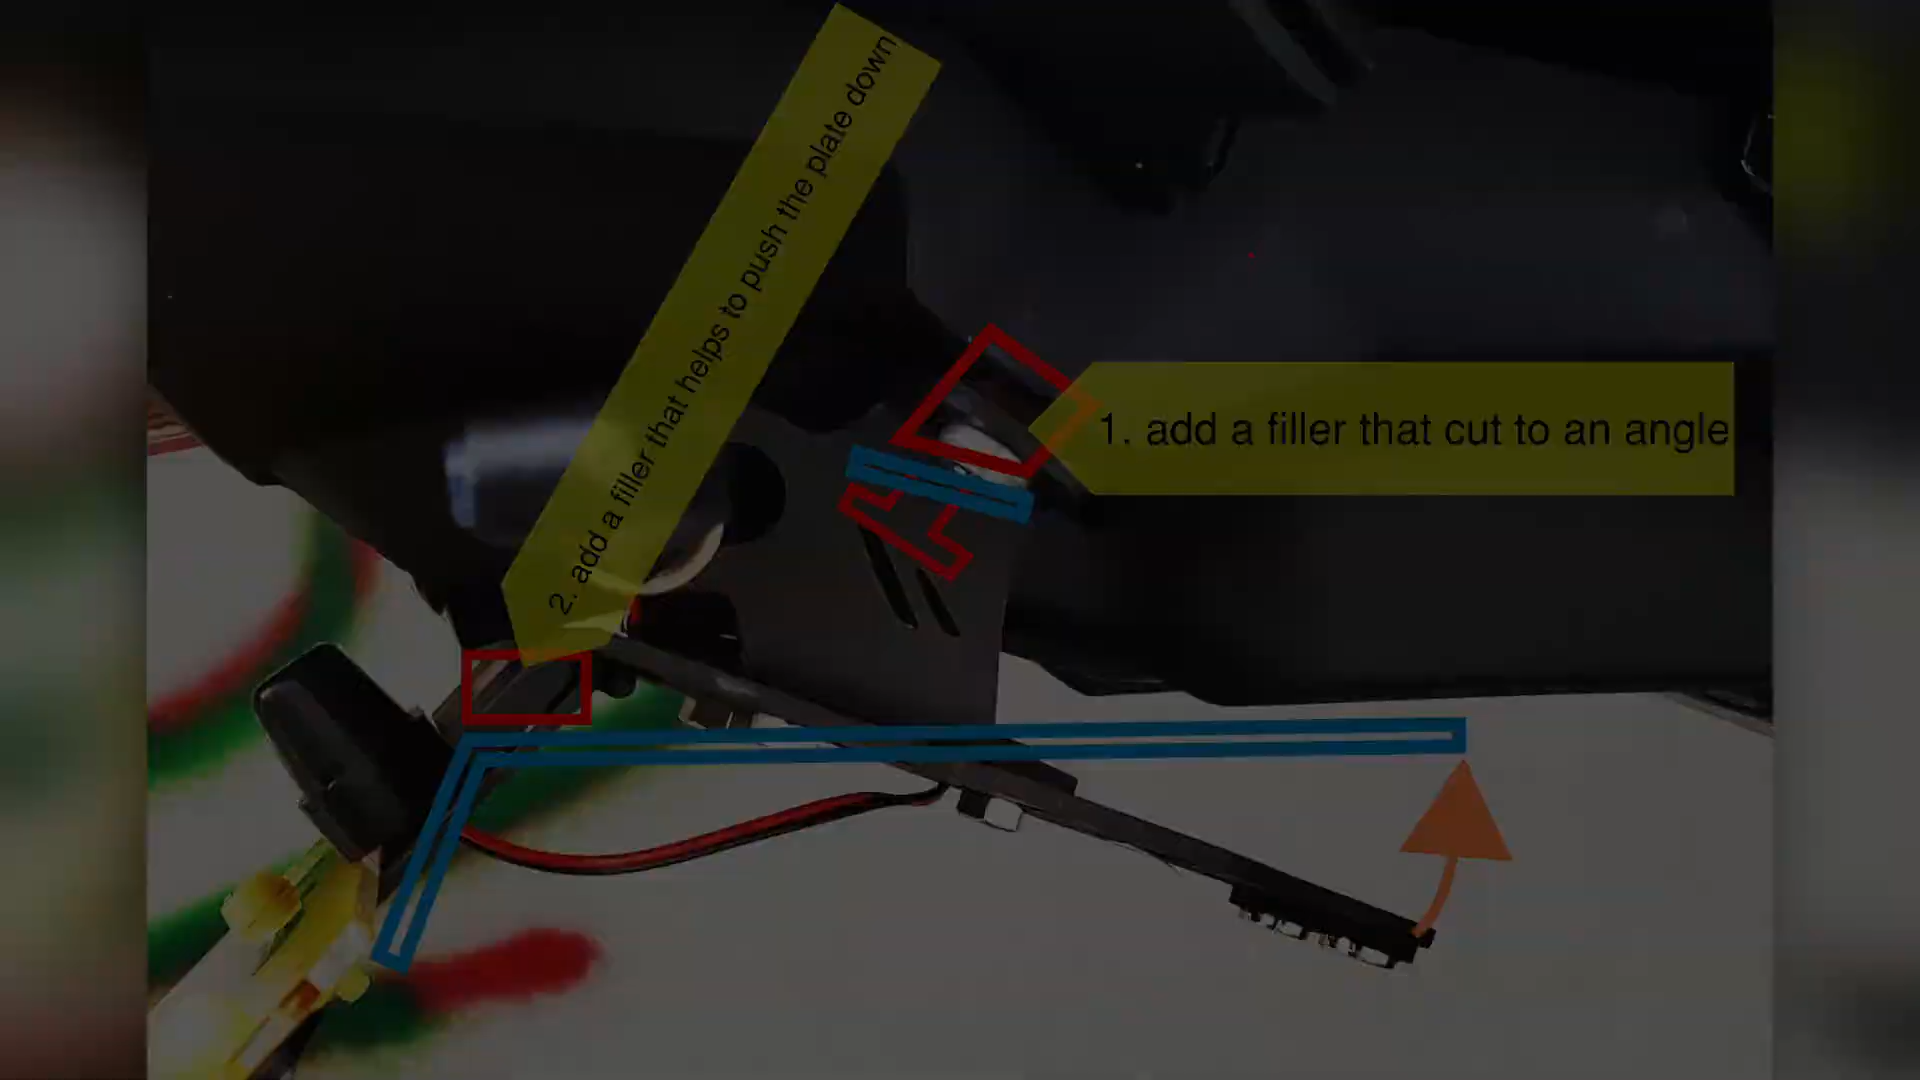 1. add a filler that cut to an angle
2. add a filler that helps to push the plate down